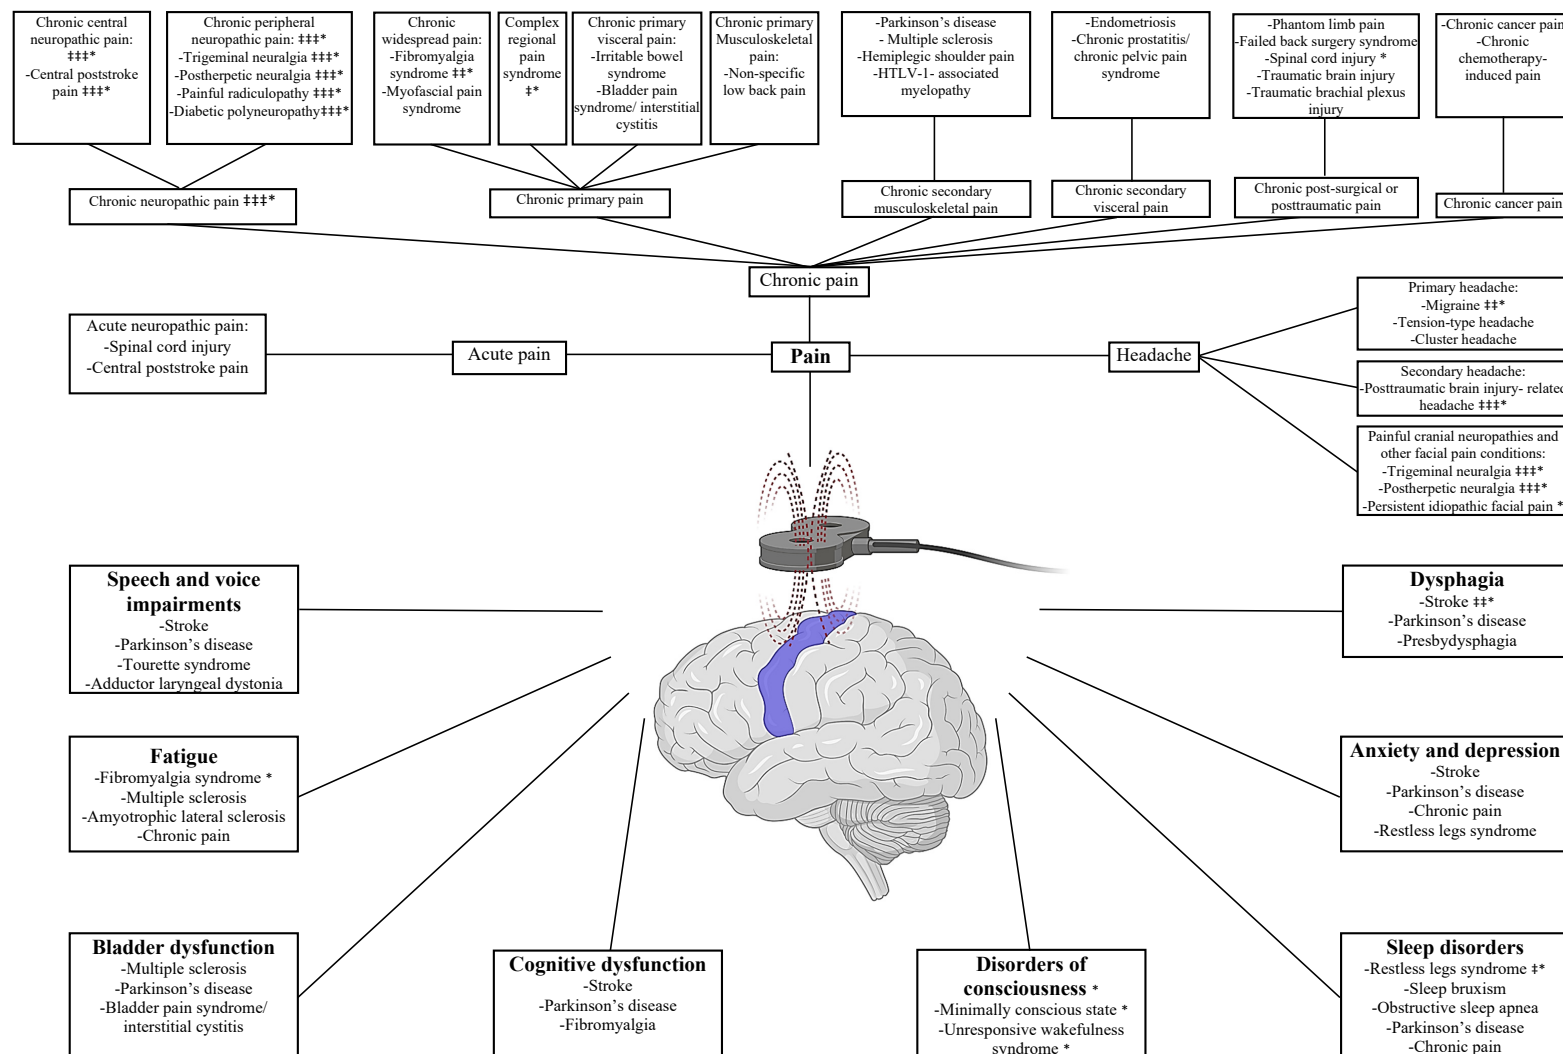 Chronic central
neuropathic pain:
‡‡‡*
-Central poststroke
pain ‡‡‡*
Chronic peripheral
neuropathic pain: ‡‡‡*
-Trigeminal neuralgia ‡‡‡*
-Postherpetic neuralgia ‡‡‡*
-Painful radiculopathy ‡‡‡*
-Diabetic polyneuropathy‡‡‡*
Chronic
widespread pain:
-Fibromyalgia
syndrome ‡‡*
-Myofascial pain
syndrome
Complex
regional
pain
syndrome
‡*
Chronic primary
visceral pain:
-Irritable bowel
syndrome
-Bladder pain
syndrome/ interstitial
cystitis
Chronic primary
Musculoskeletal
pain:
-Non-specific
low back pain
-Parkinson's disease
- Multiple sclerosis
-Hemiplegic shoulder pain
-HTLV-1- associated
myelopathy
-Endometriosis
-Chronic prostatitis/
chronic pelvic pain
syndrome
-Phantom limb pain
-Failed back surgery syndrome
-Spinal cord injury *
-Traumatic brain injury
-Traumatic brachial plexus
injury
-Chronic cancer pain
-Chronic
chemotherapy-
induced pain
Chronic neuropathic pain ‡‡‡*
Chronic primary pain
Chronic secondary
musculoskeletal pain
Chronic secondary
visceral pain
Chronic post-surgical or
posttraumatic pain
Chronic cancer pain
Chronic pain
Acute neuropathic pain:
-Spinal cord injury
-Central poststroke pain
Acute pain
Pain
Headache
Primary headache:
-Migraine ‡‡*
-Tension-type headache
-Cluster headache
Secondary headache:
-Posttraumatic brain injury- related
headache ‡‡‡*
Painful cranial neuropathies and
other facial pain conditions:
-Trigeminal neuralgia ‡‡‡*
-Postherpetic neuralgia ‡‡‡*
-Persistent idiopathic facial pain *
Speech and voice
impairments
-Stroke
-Parkinson's disease
-Tourette syndrome
-Adductor laryngeal dystonia
Dysphagia
-Stroke ‡‡*
-Parkinson's disease
-Presbydysphagia
Fatigue
-Fibromyalgia syndrome *
-Multiple sclerosis
-Amyotrophic lateral sclerosis
-Chronic pain
Anxiety and depression
-Stroke
-Parkinson's disease
-Chronic pain
-Restless legs syndrome
Bladder dysfunction
-Multiple sclerosis
-Parkinson's disease
-Bladder pain syndrome/
interstitial cystitis
Cognitive dysfunction
-Stroke
-Parkinson's disease
-Fibromyalgia
Disorders of
consciousness *
-Minimally conscious state *
-Unresponsive wakefulness
syndrome *
Sleep disorders
-Restless legs syndrome ‡*
-Sleep bruxism
-Obstructive sleep apnea
-Parkinson's disease
-Chronic pain